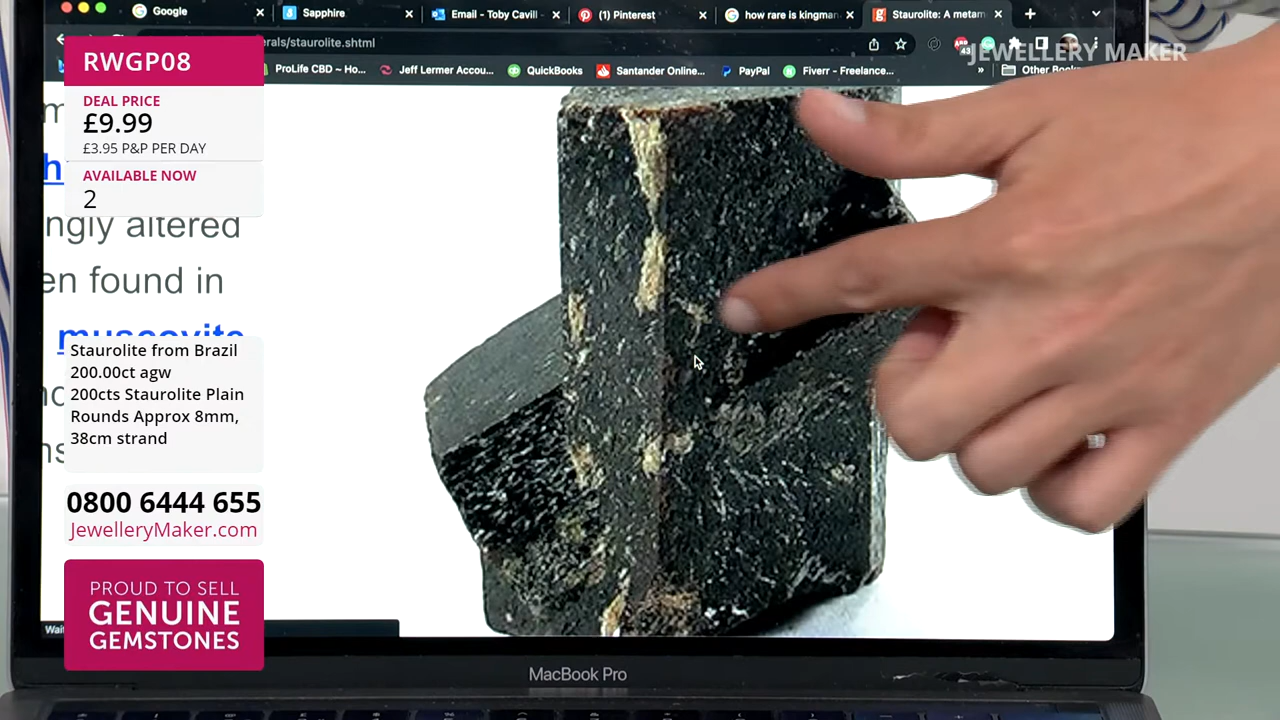 Google
Sapphire
Email - Toby Cavill -
(1) Pinterest
how rare is kingman
Staurolite: A metam
erals/staurolite.shtml
JEWELLERY MAKER
ProLife CBD ~ Ho...
Jeff Lermer Accou...
QuickBooks
Santander Online...
PayPal
Fiverr - Freelance...
»
Other Book
RWGP08
DEAL PRICE
£9.99
£3.95 P&P PER DAY
AVAILABLE NOW
2
ngly altered
en found in
muscovite
Staurolite from Brazil
200.00ct agw
200cts Staurolite Plain
Rounds Approx 8mm,
38cm strand
0800 6444 655
JewelleryMaker.com
PROUND TO SELL
GENUINE
GEMSTONES
MacBook Pro